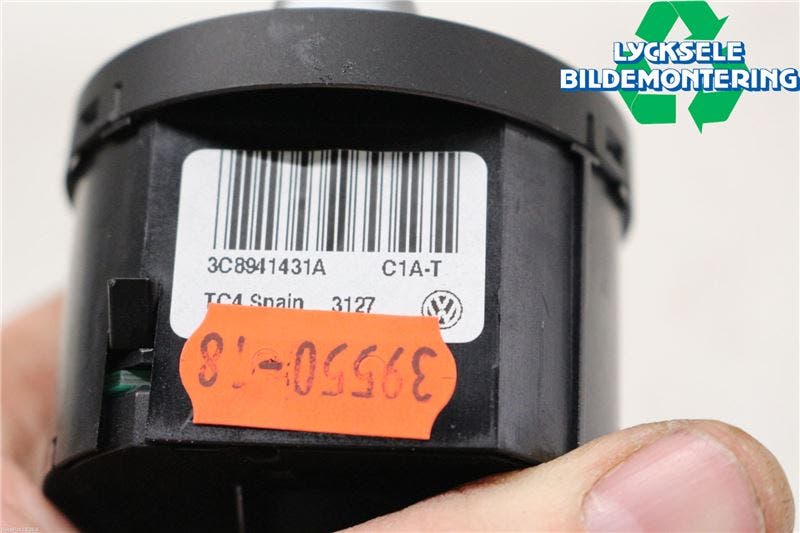 LYCKSELE
BILDEMONTERING
3C8941431A C1A-T
TC4 Spain 3127
39550-18